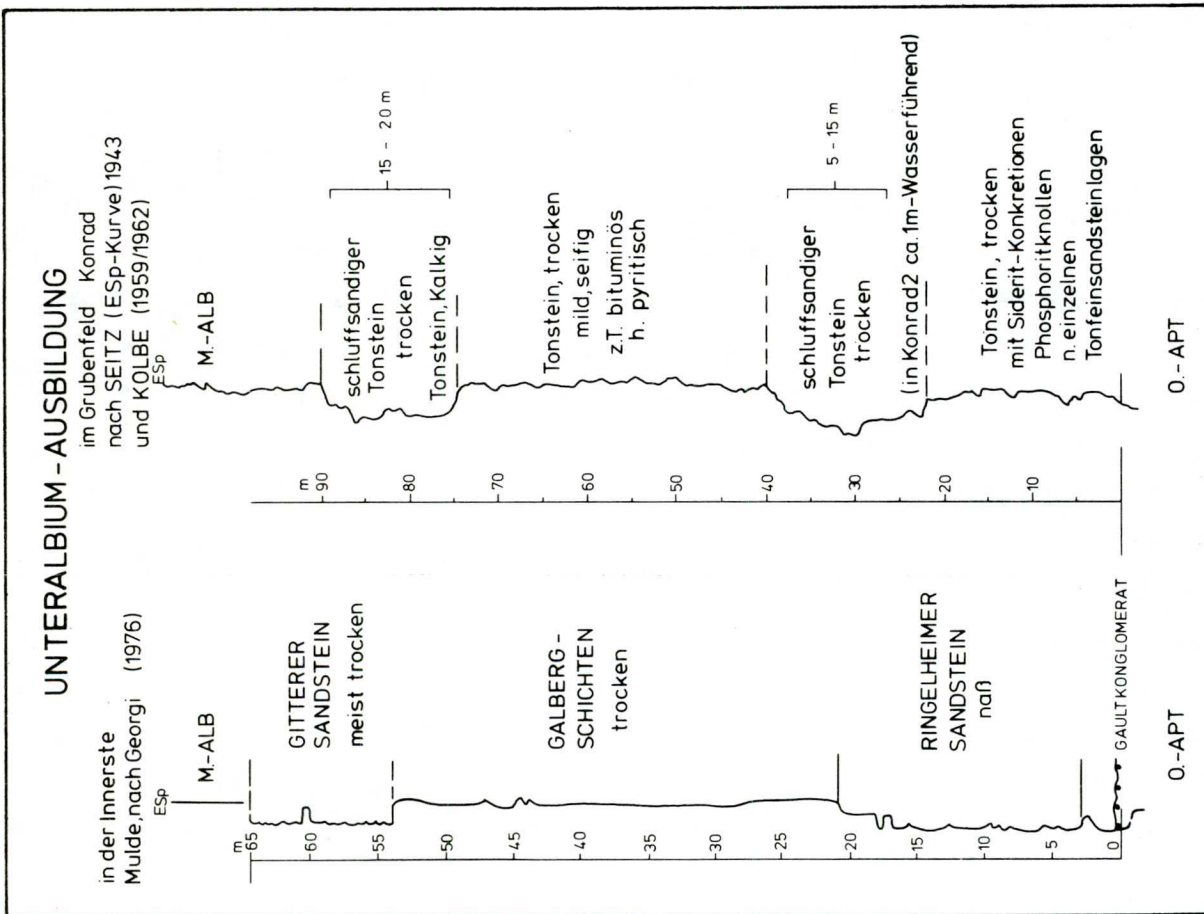 UNTERALBIUM-AUSBILDUNG
in der Innerste
Mulde, nach Georgi (1976)
ESp
M.-ALB
GITTERER
SANDSTEIN
meist trocken
GALBERG-
SCHICHTEN
trocken
RINGELHEIMER
SANDSTEIN
naß
GAULTKONGLOMERAT
O.-APT
m
65
60
55
50
45
40
35
30
25
20
15
10
5
0
im Grubenfeld Konrad
nach SEITZ (ESp-Kurve) 1943
und KOLBE (1959/1962)
ESp
M.-ALB
schluffsandiger
Tonstein
trocken
Tonstein, Kalkig
15 - 20 m
Tonstein, trocken
mild, seifig
z.T. bituminös
h. pyritisch
schluffsandiger
Tonstein
trocken
5 - 15 m
(in Konrad2 ca.1m-Wasserführend)
Tonstein, trocken
mit Siderit-Konkretionen
Phosphoritknollen
n. einzelnen
Tonfeinsandsteinlagen
O.-APT
m
90
80
70
60
50
40
30
20
10